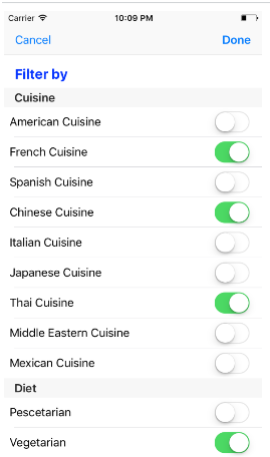 Carrier 10:09 PM
Cancel Done
Filter by
Cuisine
American Cuisine
French Cuisine
Spanish Cuisine
Chinese Cuisine
Italian Cuisine
Japanese Cuisine
Thai Cuisine
Middle Eastern Cuisine
Mexican Cuisine
Diet
Pescetarian
Vegetarian